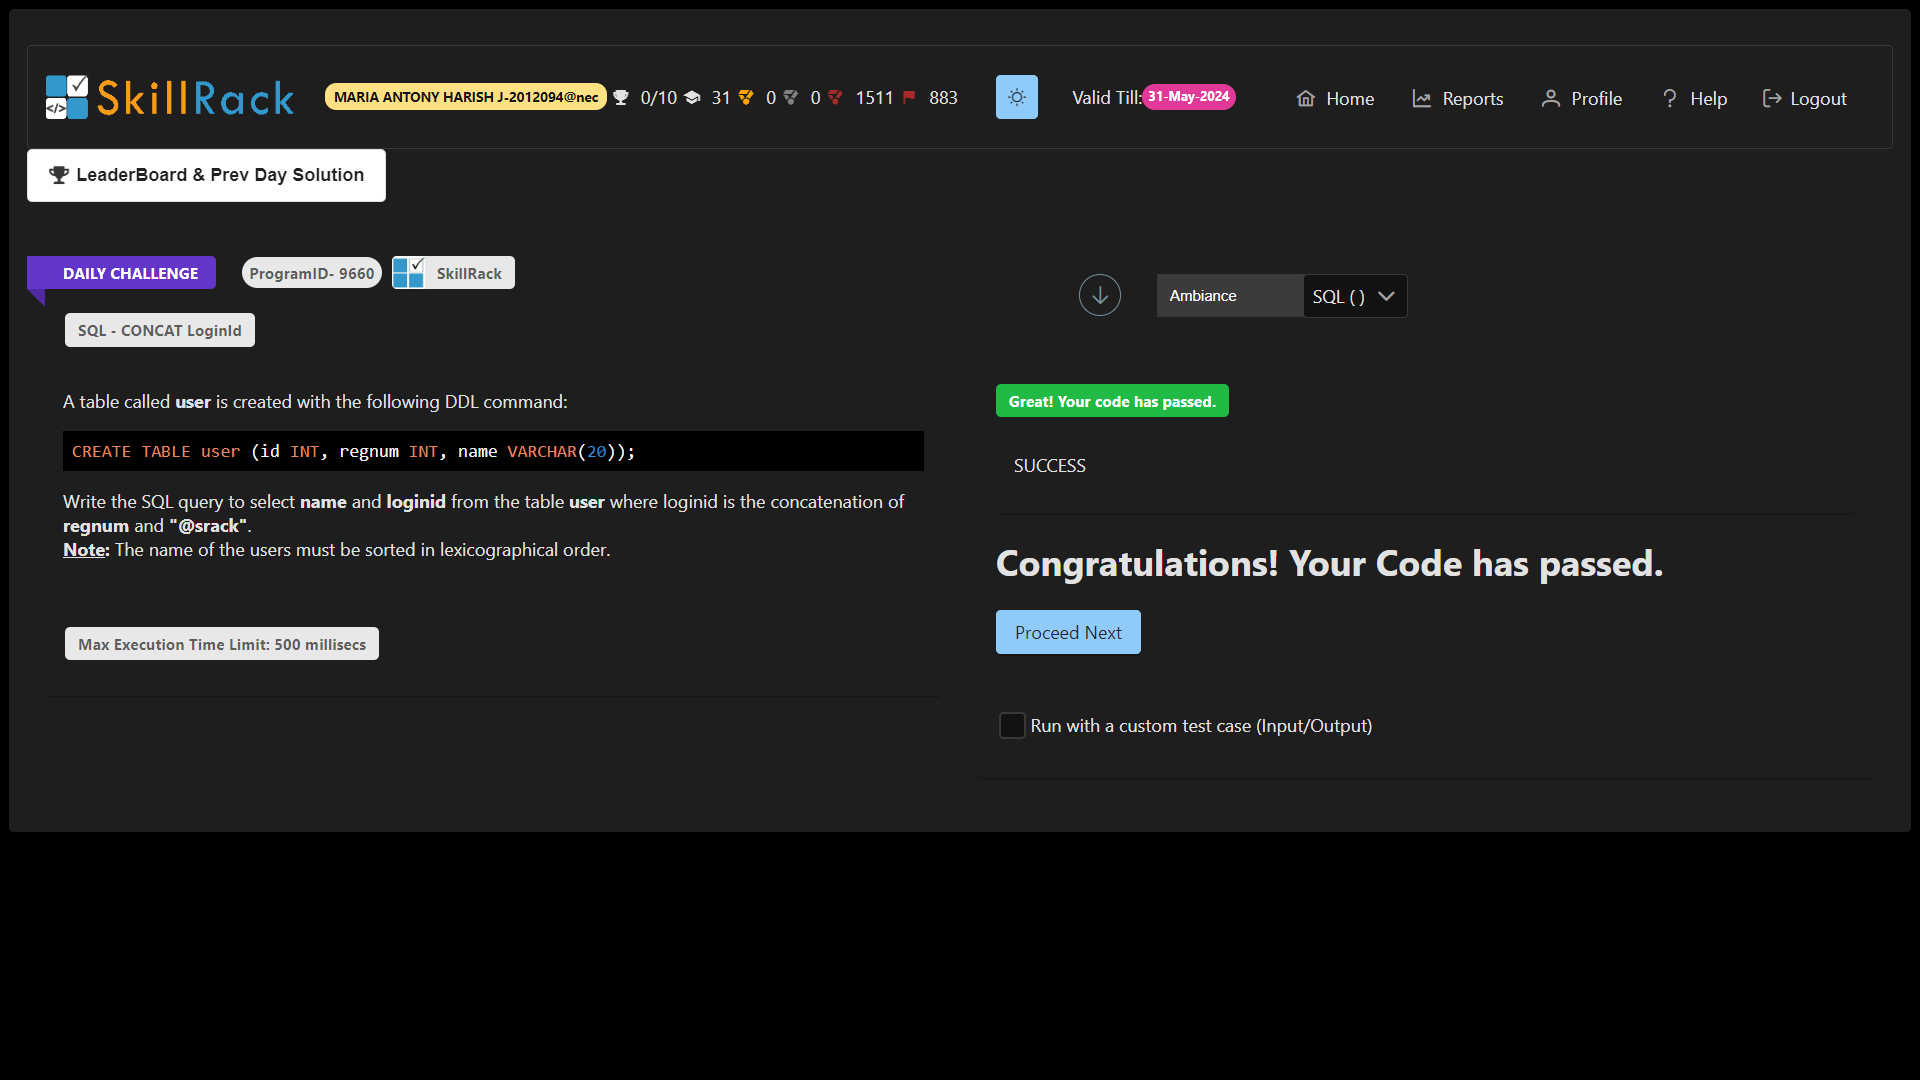 SkillRack MARIA ANTONY HARISH J-2012094@nec 0/10 31 0 0 1511 883 Valid Till: 31-May-2024 Home Reports Profile Help Logout
LeaderBoard & Prev Day Solution
DAILY CHALLENGE ProgramID- 9660 SkillRack
SQL - CONCAT LoginId
A table called user is created with the following DDL command:
CREATE TABLE user (id INT, regnum INT, name VARCHAR(20));
Write the SQL query to select name and loginid from the table user where loginid is the concatenation of
regnum and "@srack".
Note: The name of the users must be sorted in lexicographical order.
Max Execution Time Limit: 500 millisecs
Ambiance SQL ( )
Great! Your code has passed.
SUCCESS
Congratulations! Your Code has passed.
Proceed Next
Run with a custom test case (Input/Output)